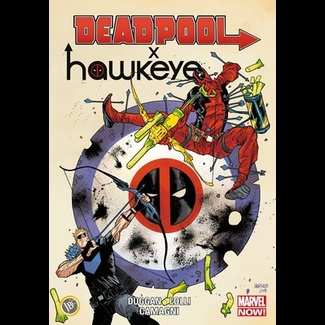 DEADPOOL
x
hawkeye
DUGGAN LOLLI
CAMAGNI
MARVEL
NOW!